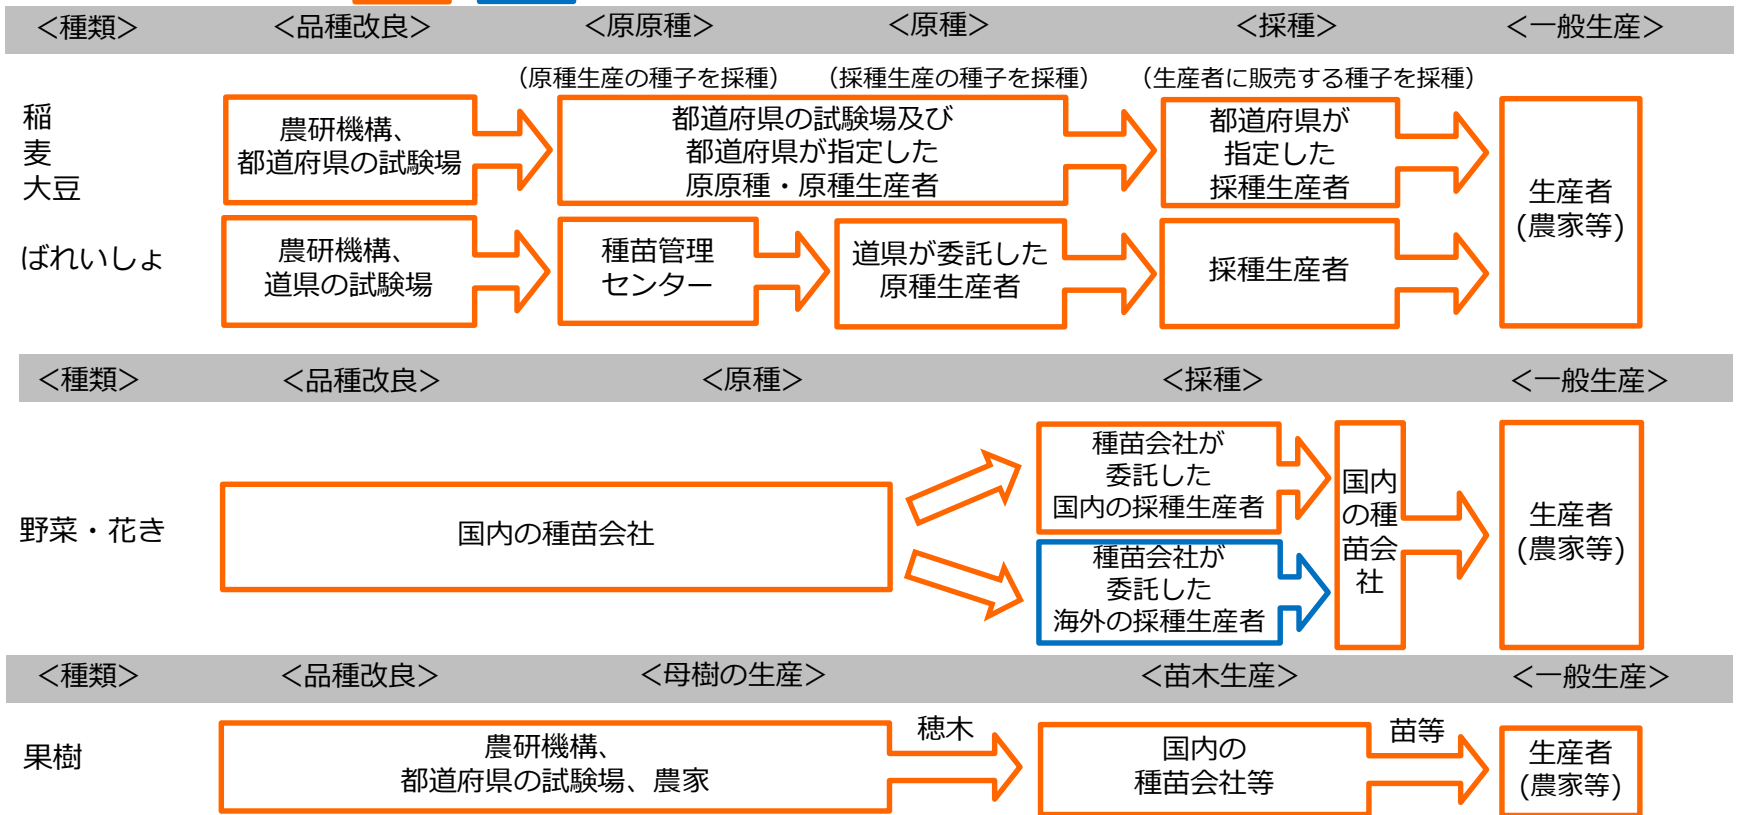 ＜種類＞
＜品種改良＞
＜原原種＞
＜原種＞
＜採種＞
＜一般生産＞
（原種生産の種子を採種）
（採種生産の種子を採種）
（生産者に販売する種子を採種）
稲
麦
大豆
農研機構、
都道府県の試験場
都道府県の試験場及び
都道府県が指定した
原原種・原種生産者
都道府県が
指定した
採種生産者
生産者
(農家等)
ばれいしょ
農研機構、
道県の試験場
種苗管理
センター
道県が委託した
原種生産者
採種生産者
＜種類＞
＜品種改良＞
＜原種＞
＜採種＞
＜一般生産＞
野菜・花き
国内の種苗会社
種苗会社が
委託した
国内の採種生産者
種苗会社が
委託した
海外の採種生産者
国内
の種
苗会
社
生産者
(農家等)
＜種類＞
＜品種改良＞
＜母樹の生産＞
＜苗木生産＞
＜一般生産＞
果樹
農研機構、
都道府県の試験場、農家
穂木
国内の
種苗会社等
苗等
生産者
(農家等)